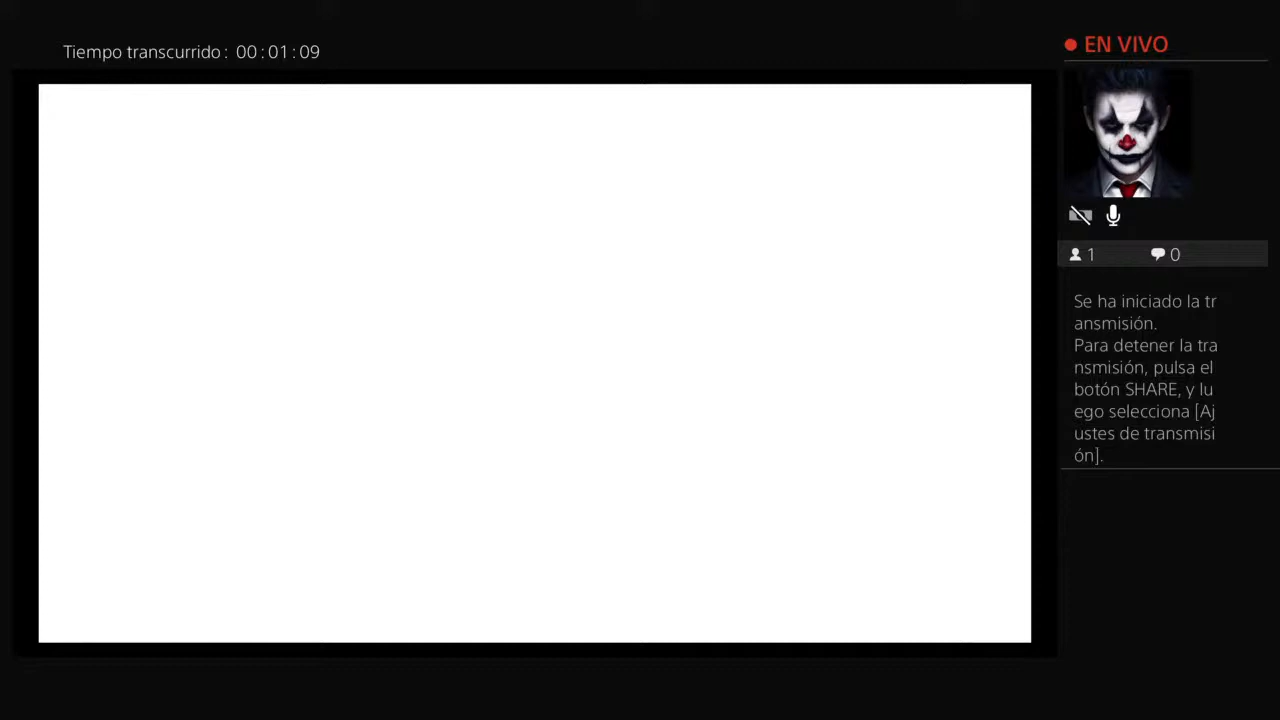 Tiempo transcurrido: 00:01:09
EN VIVO
1
0
Se ha iniciado la tr
ansmisión.
Para detener la tra
nsmisión, pulsa el
botón SHARE, y lu
ego selecciona [Aj
ustes de transmisi
ón].